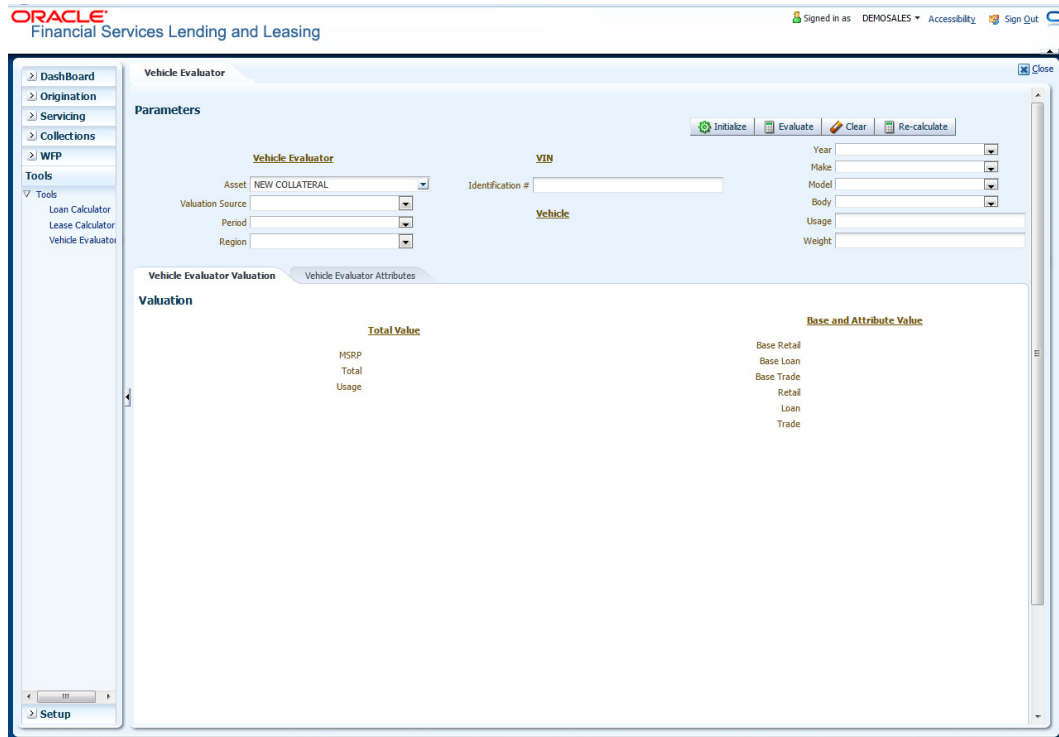 ORACLE
Financial Services Lending and Leasing
Signed in as DEMOSALES Accessibility Sign Out
Close
DashBoard
Origination
Servicing
Collections
WFP
Tools
Tools
Loan Calculator
Lease Calculator
Vehicle Evaluator
Setup
Vehicle Evaluator
Parameters
Initialize Evaluate Clear Re-calculate
Vehicle Evaluator
Asset NEW COLLATERAL
Valuation Source
Period
Region
VIN
Identification #
Vehicle
Year
Make
Model
Body
Usage
Weight
Vehicle Evaluator Valuation Vehicle Evaluator Attributes
Valuation
Total Value
MSRP
Total
Usage
Base and Attribute Value
Base Retail
Base Loan
Base Trade
Retail
Loan
Trade